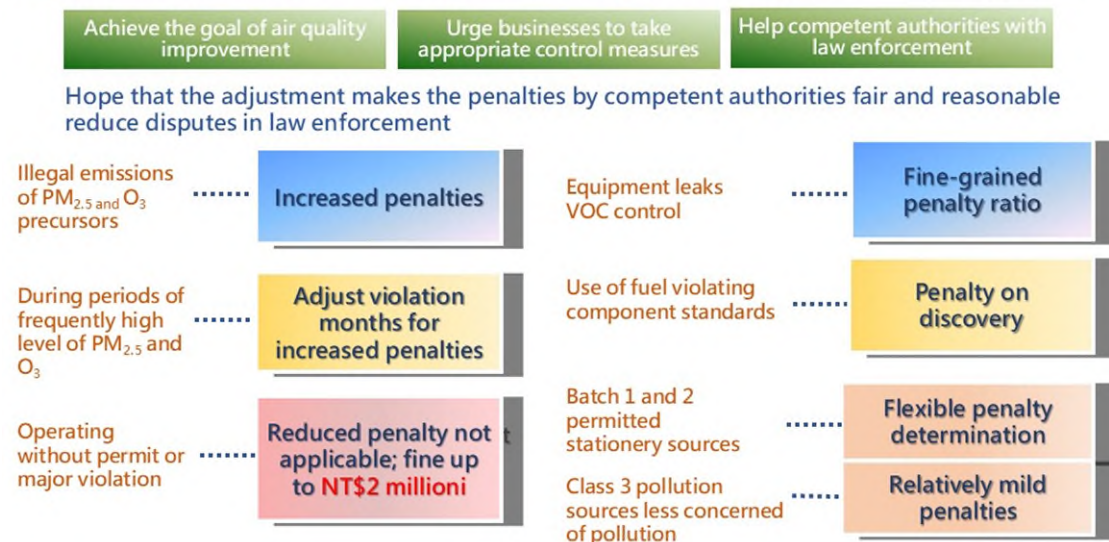 Achieve the goal of air quality
improvement
Urge businesses to take
appropriate control measures
Help competent authorities with
law enforcement
Hope that the adjustment makes the penalties by competent authorities fair and reasonable
reduce disputes in law enforcement
Illegal emissions
of PM2.5 and O3
precursors
Increased penalties
During periods of
frequently high
level of PM2.5 and
O3
Adjust violation
months for
increased penalties
Operating
without permit or
major violation
Reduced penalty not
applicable; fine up
to NT$2 millioni
Equipment leaks
VOC control
Fine-grained
penalty ratio
Use of fuel violating
component standards
Penalty on
discovery
Batch 1 and 2
permitted
stationery sources
Flexible penalty
determination
Class 3 pollution
sources less concerned
of pollution
Relatively mild
penalties